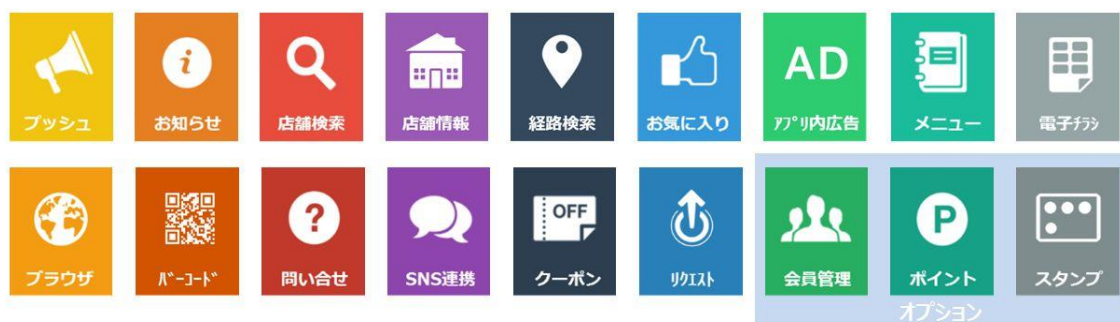 プッシュ
i
お知らせ
店舗検索
店舗情報
経路検索
お気に入り
AD
ｱﾌﾟﾘ内広告
メニュー
電子ﾁﾗｼ
ブラウザ
ﾊﾞｰｺｰﾄﾞ
?
問い合せ
SNS連携
OFF
クーポン
ﾘｸｴｽﾄ
会員管理
P
ポイント
スタンプ
オプション